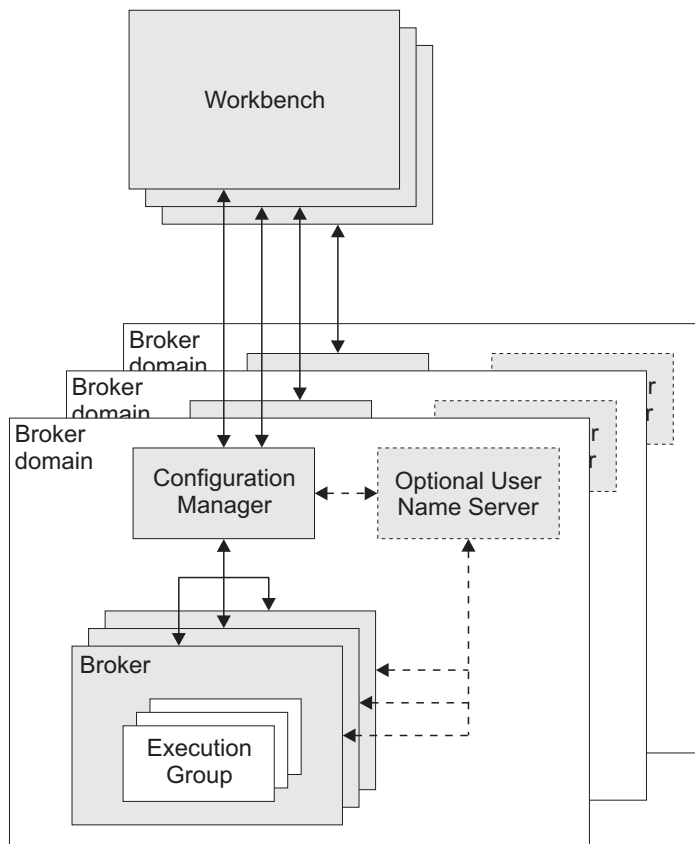 Workbench
Broker
domain
Broker
domain
Broker
domain
Configuration
Manager
Optional User
Name Server
Broker
Execution
Group